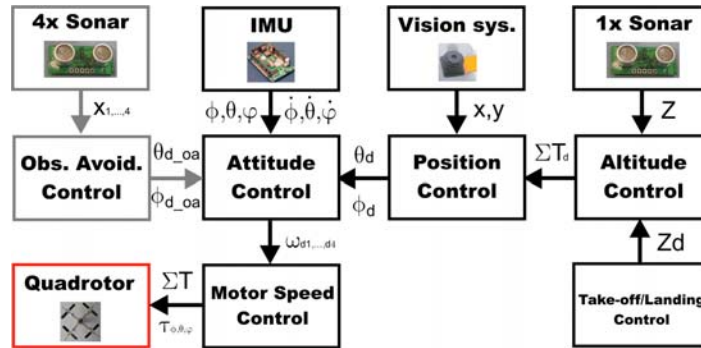 4x Sonar
IMU
Vision sys.
1x Sonar
x1,...,4
ϕ,θ,φ
ϕ̇,θ̇,φ̇
x,y
Z
Obs. Avoid.
Control
θd_oa
ϕd_oa
Attitude
Control
θd
ϕd
Position
Control
ΣTd
Altitude
Control
ωd1,...,d4
Zd
Quadrotor
ΣT
τϕ,θ,φ
Motor Speed
Control
Take-off/Landing
Control